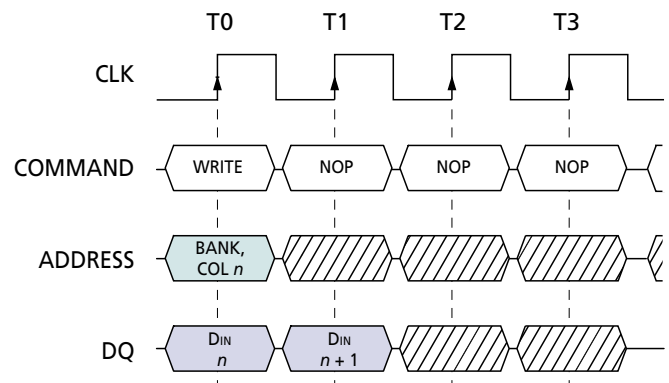 T0 T1 T2 T3
CLK
COMMAND WRITE NOP NOP NOP
ADDRESS BANK,
COL n
DQ DIN DIN
n n + 1